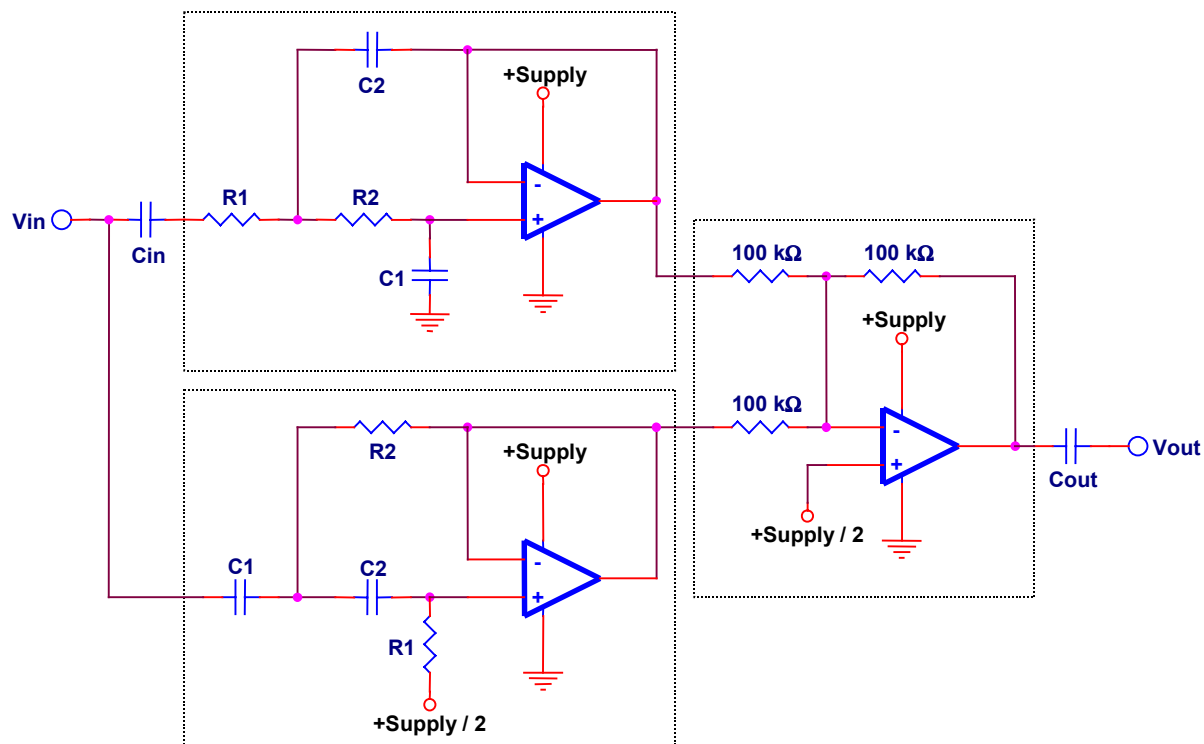 C2
+Supply
-
+
R1
R2
Vin
Cin
C1
100 kΩ
100 kΩ
+Supply
100 kΩ
-
+
Vout
Cout
+Supply / 2
R2
+Supply
-
+
C1
C2
R1
+Supply / 2